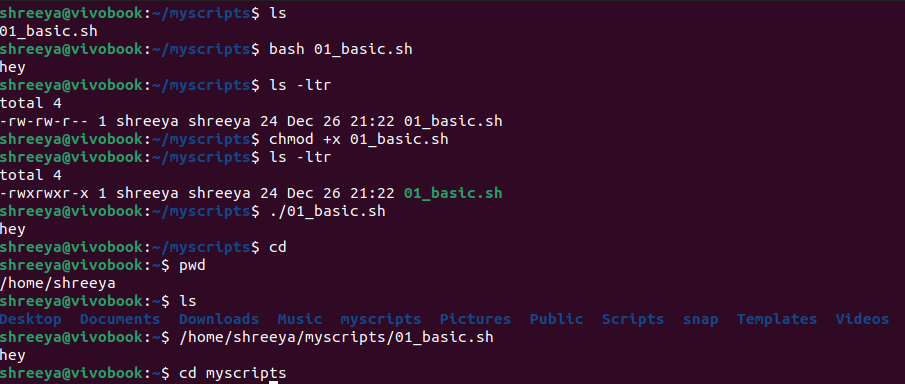 shreeya@vivobook:~/myscripts$ ls
01_basic.sh
shreeya@vivobook:~/myscripts$ bash 01_basic.sh
hey
shreeya@vivobook:~/myscripts$ ls -ltr
total 4
-rw-rw-r-- 1 shreeya shreeya 24 Dec 26 21:22 01_basic.sh
shreeya@vivobook:~/myscripts$ chmod +x 01_basic.sh
shreeya@vivobook:~/myscripts$ ls -ltr
total 4
-rwxrwxr-x 1 shreeya shreeya 24 Dec 26 21:22 01_basic.sh
shreeya@vivobook:~/myscripts$ ./01_basic.sh
hey
shreeya@vivobook:~/myscripts$ cd
shreeya@vivobook:~$ pwd
/home/shreeya
shreeya@vivobook:~$ ls
Desktop  Documents  Downloads  Music  myscripts  Pictures  Public  Scripts  snap  Templates  Videos
shreeya@vivobook:~$ /home/shreeya/myscripts/01_basic.sh
hey
shreeya@vivobook:~$ cd myscripts